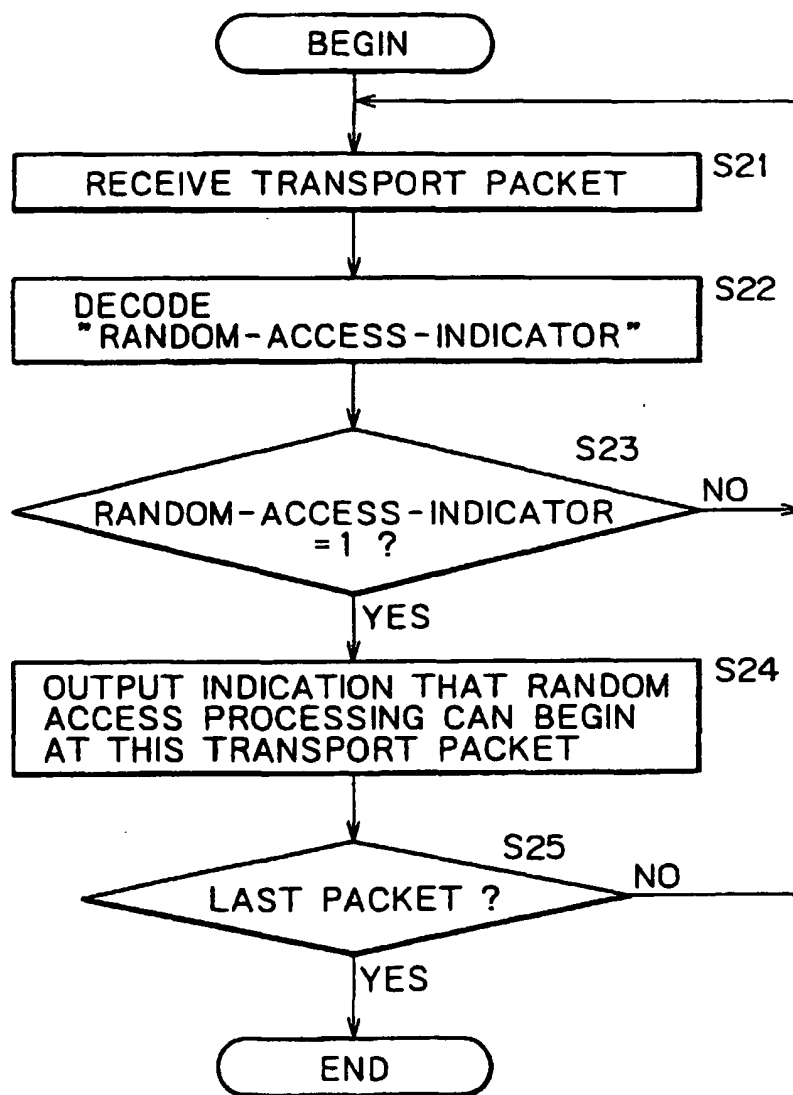 BEGIN
RECEIVE TRANSPORT PACKET
S21
DECODE
"RANDOM-ACCESS-INDICATOR"
S22
S23
RANDOM-ACCESS-INDICATOR
=1 ?
NO
YES
OUTPUT INDICATION THAT RANDOM
ACCESS PROCESSING CAN BEGIN
AT THIS TRANSPORT PACKET
S24
S25
LAST PACKET ?
NO
YES
END